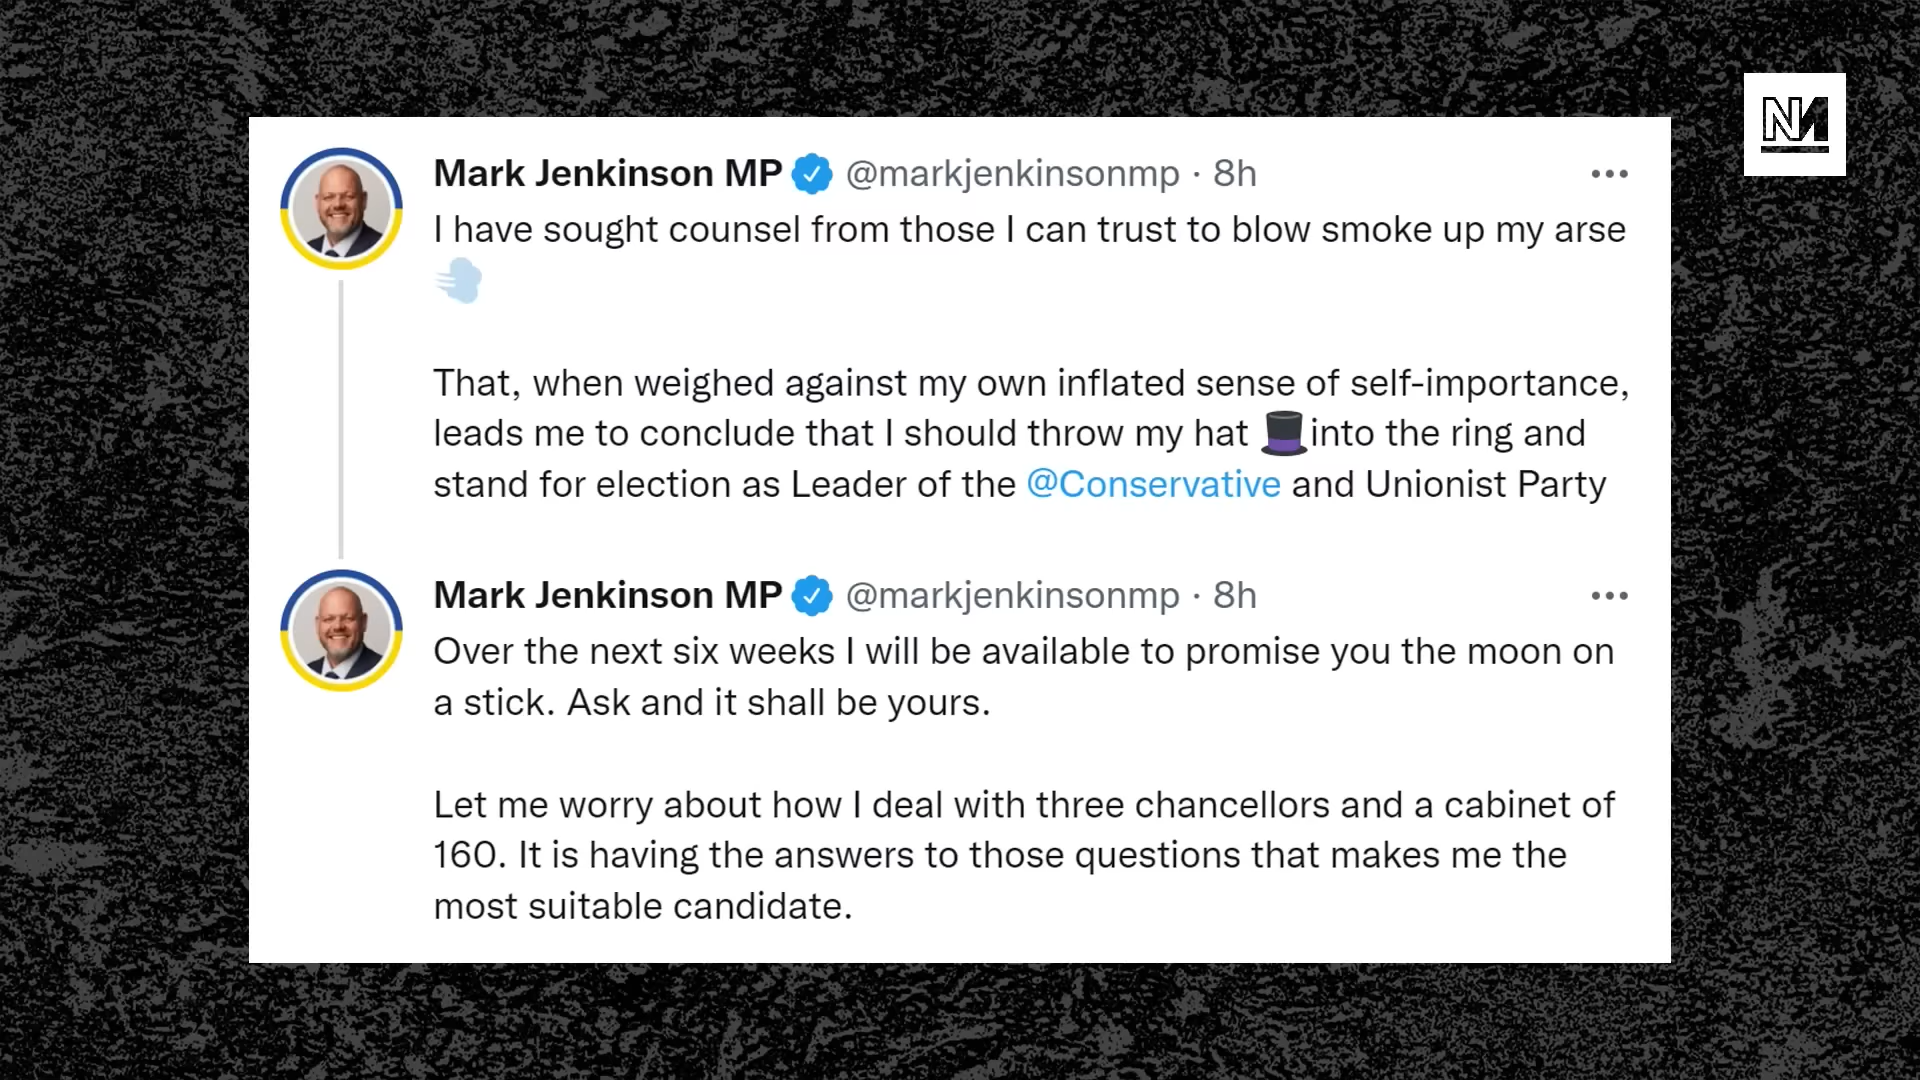 Mark Jenkinson MP @markjenkinsonmp · 8h
I have sought counsel from those I can trust to blow smoke up my arse
💨
That, when weighed against my own inflated sense of self-importance,
leads me to conclude that I should throw my hat 🎩into the ring and
stand for election as Leader of the @Conservative and Unionist Party
Mark Jenkinson MP @markjenkinsonmp · 8h
Over the next six weeks I will be available to promise you the moon on
a stick. Ask and it shall be yours.
Let me worry about how I deal with three chancellors and a cabinet of
160. It is having the answers to those questions that makes me the
most suitable candidate.
NM